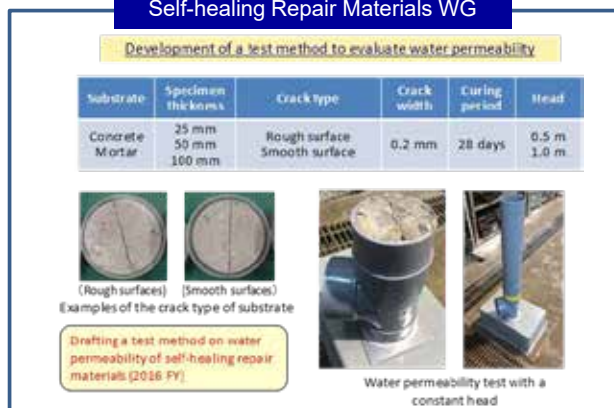 Self-healing Repair Materials WG
Development of a test method to evaluate water permeability
Substrate Specimen thickness Crack type Crack width Curing period Head
Concrete Mortar 25 mm 50 mm 100 mm Rough surface Smooth surface 0.2 mm 28 days 0.5 m 1.0 m
(Rough surfaces) (Smooth surfaces)
Examples of the crack type of substrate
Drafting a test method on water
permeability of self-healing repair
materials (2016 FY)
Water permeability test with a
constant head